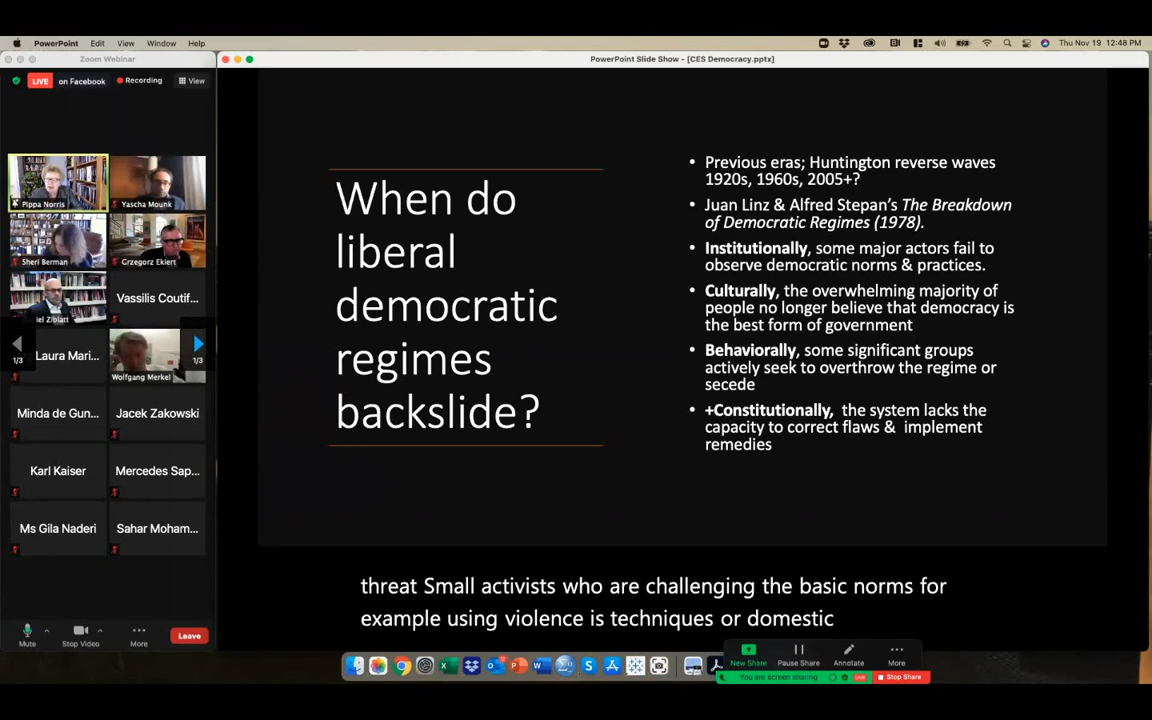 PowerPoint Edit View Window Help
Thu Nov 19 12:48 PM
Zoom Webinar
PowerPoint Slide Show - [CES Democracy.pptx]
LIVE on Facebook Recording View
Pippa Norris
Yascha Mounk
Sheri Berman
Grzegorz Ekiert
iel Ziblatt
Vassilis Coutif...
Laura Mari...
Wolfgang Merkel
1/3
1/3
Minda de Gun...
Jacek Zakowski
Karl Kaiser
Mercedes Sap...
Ms Gila Naderi
Sahar Moham...
Mute
Stop Video
More
Leave
When do
liberal
democratic
regimes
backslide?
• Previous eras; Huntington reverse waves
1920s, 1960s, 2005+?
• Juan Linz & Alfred Stepan’s The Breakdown
of Democratic Regimes (1978).
• Institutionally, some major actors fail to
observe democratic norms & practices.
• Culturally, the overwhelming majority of
people no longer believe that democracy is
the best form of government
• Behaviorally, some significant groups
actively seek to overthrow the regime or
secede
• +Constitutionally, the system lacks the
capacity to correct flaws & implement
remedies
threat Small activists who are challenging the basic norms for
example using violence is techniques or domestic
New Share
Pause Share
Annotate
More
You are screen sharing
LIVE
Stop Share